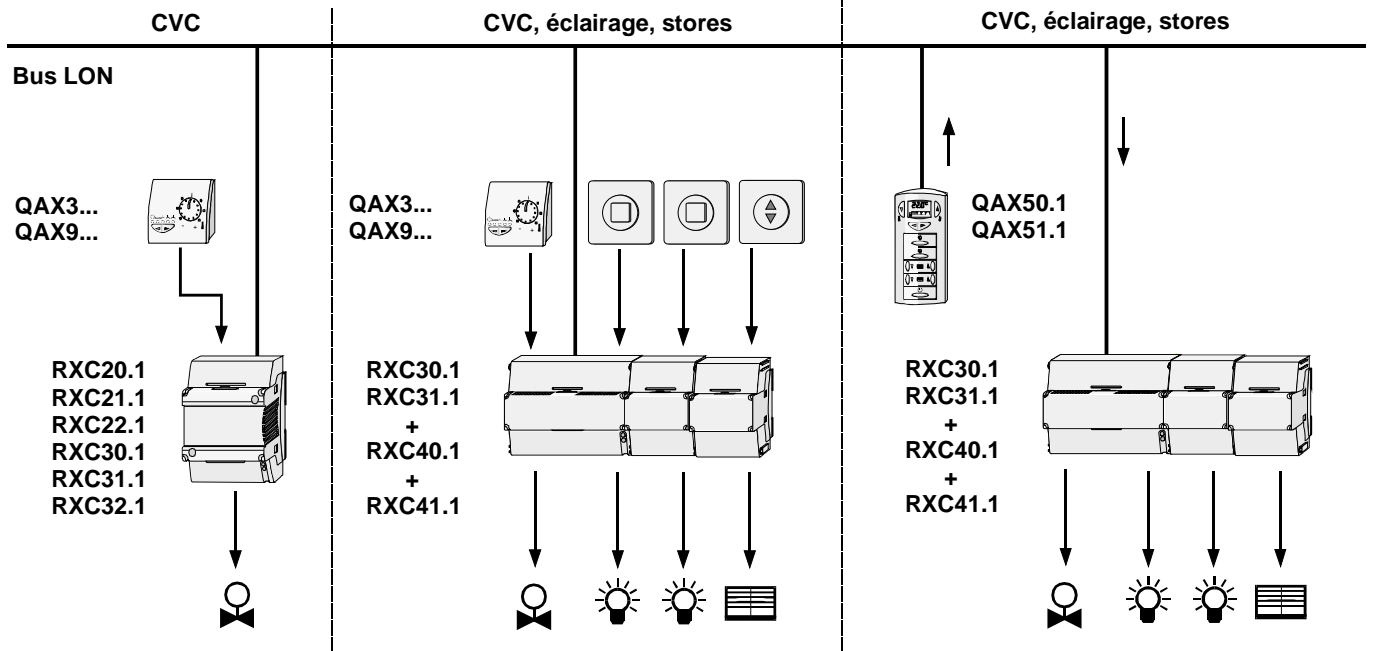 CVC
CVC, éclairage, stores
CVC, éclairage, stores
Bus LON
QAX3...
QAX9...
QAX3...
QAX9...
QAX50.1
QAX51.1
RXC20.1
RXC21.1
RXC22.1
RXC30.1
RXC31.1
RXC32.1
RXC30.1
RXC31.1
+
RXC40.1
+
RXC41.1
RXC30.1
RXC31.1
+
RXC40.1
+
RXC41.1